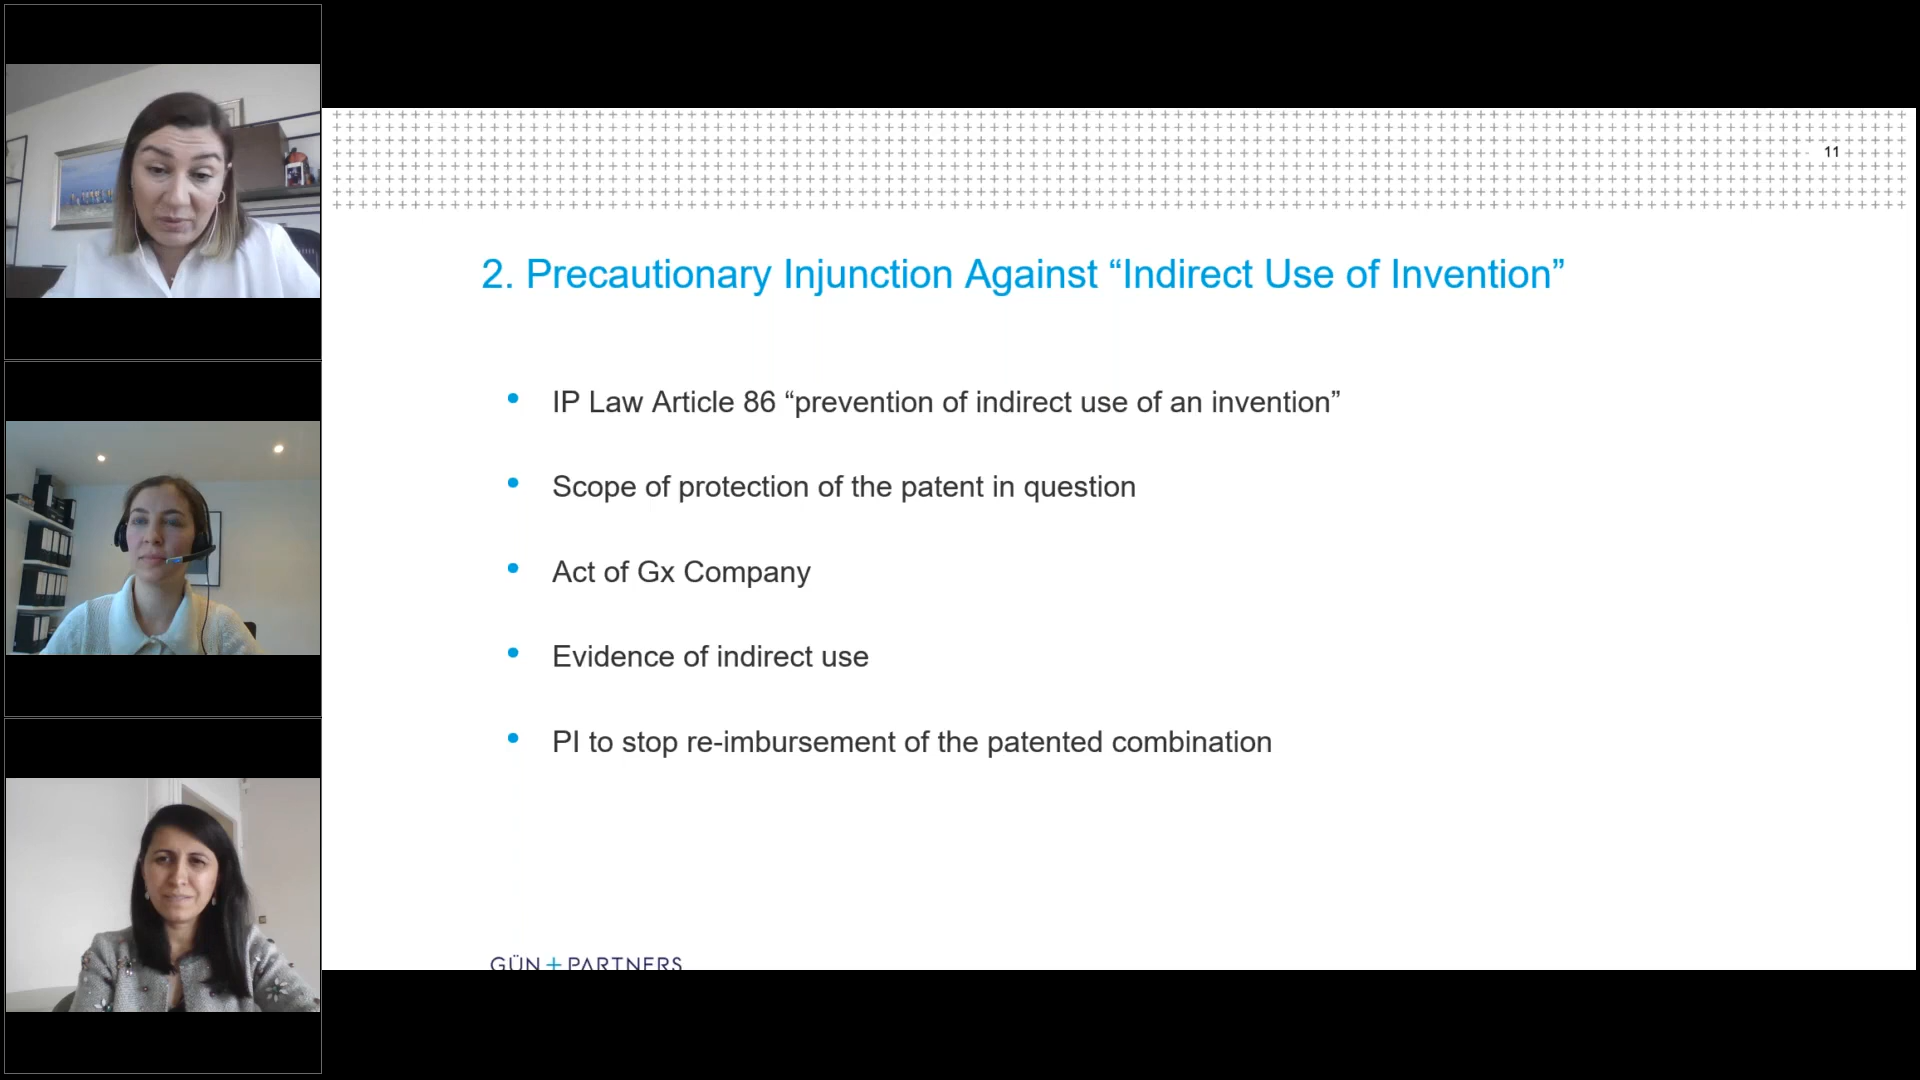 11
2. Precautionary Injunction Against “Indirect Use of Invention”
IP Law Article 86 “prevention of indirect use of an invention”
Scope of protection of the patent in question
Act of Gx Company
Evidence of indirect use
PI to stop re-imbursement of the patented combination
GÜN + PARTNERS